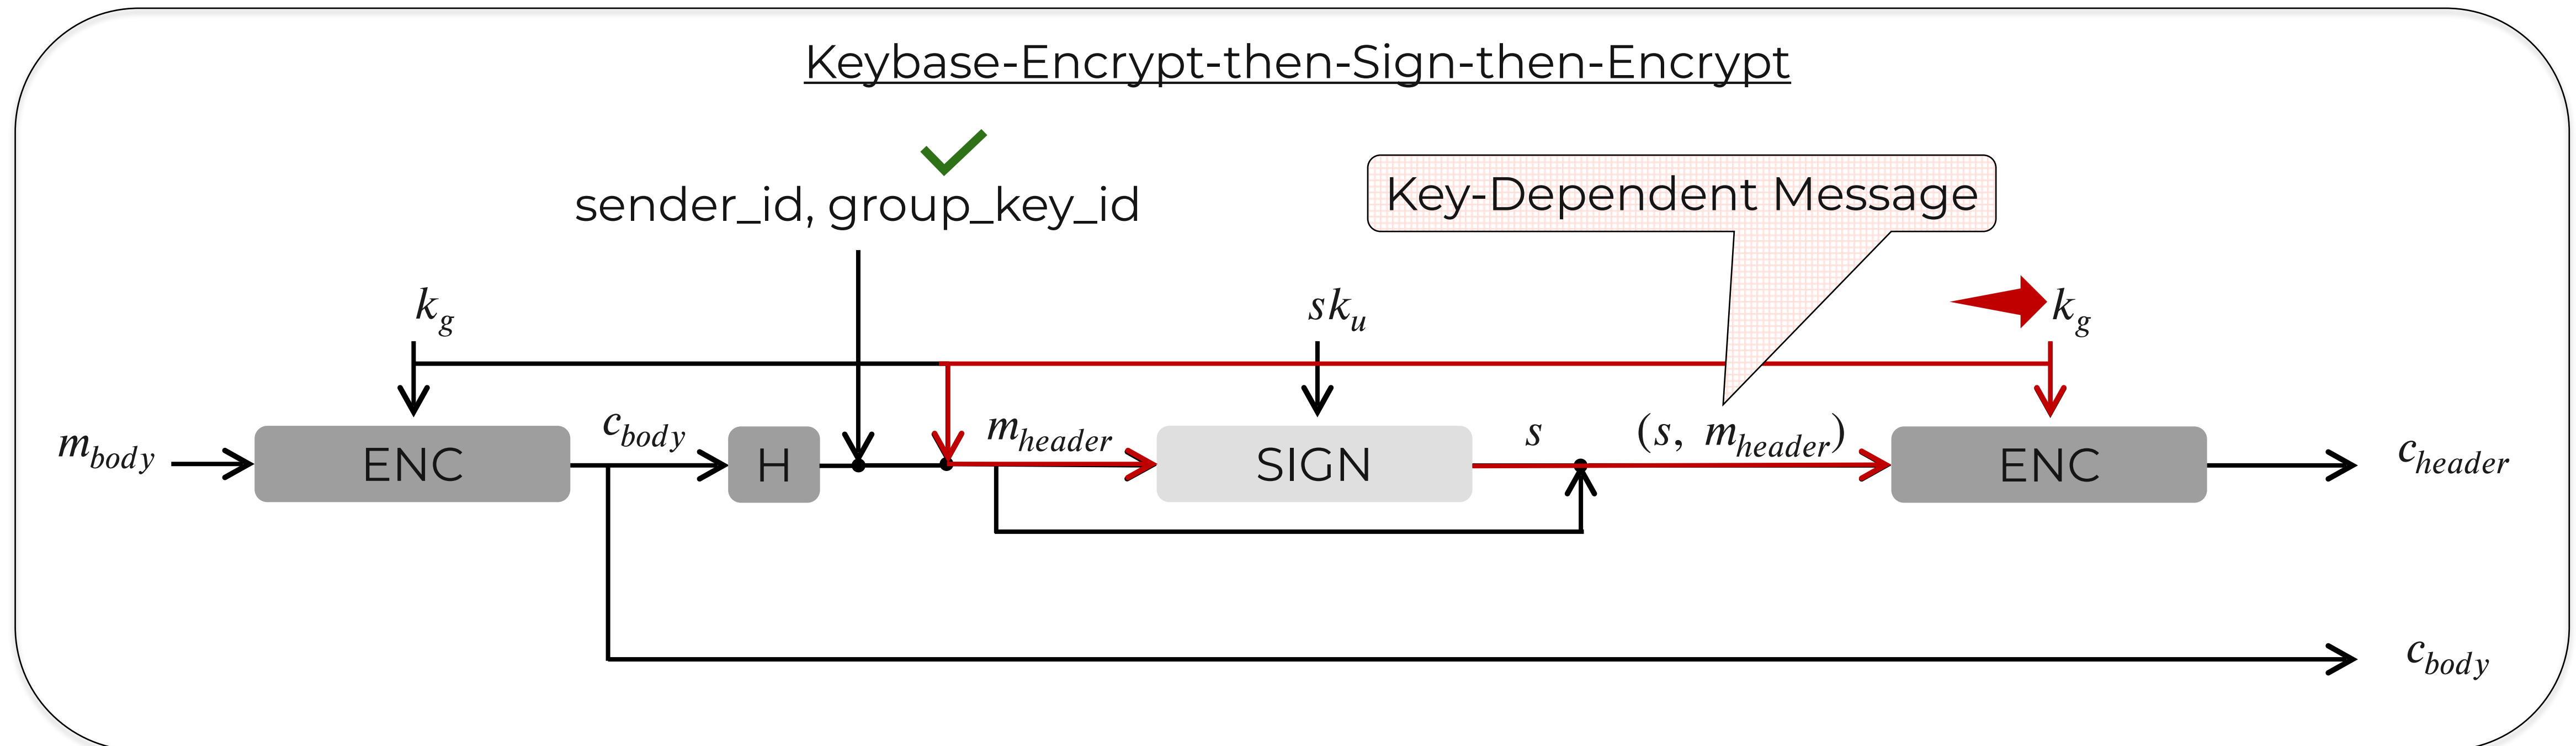 Keybase-Encrypt-then-Sign-then-Encrypt
sender_id, group_key_id
Key-Dependent Message
k_g
sk_u
k_g
m_body
ENC
c_body
H
m_header
SIGN
s
(s, m_header)
ENC
c_header
c_body